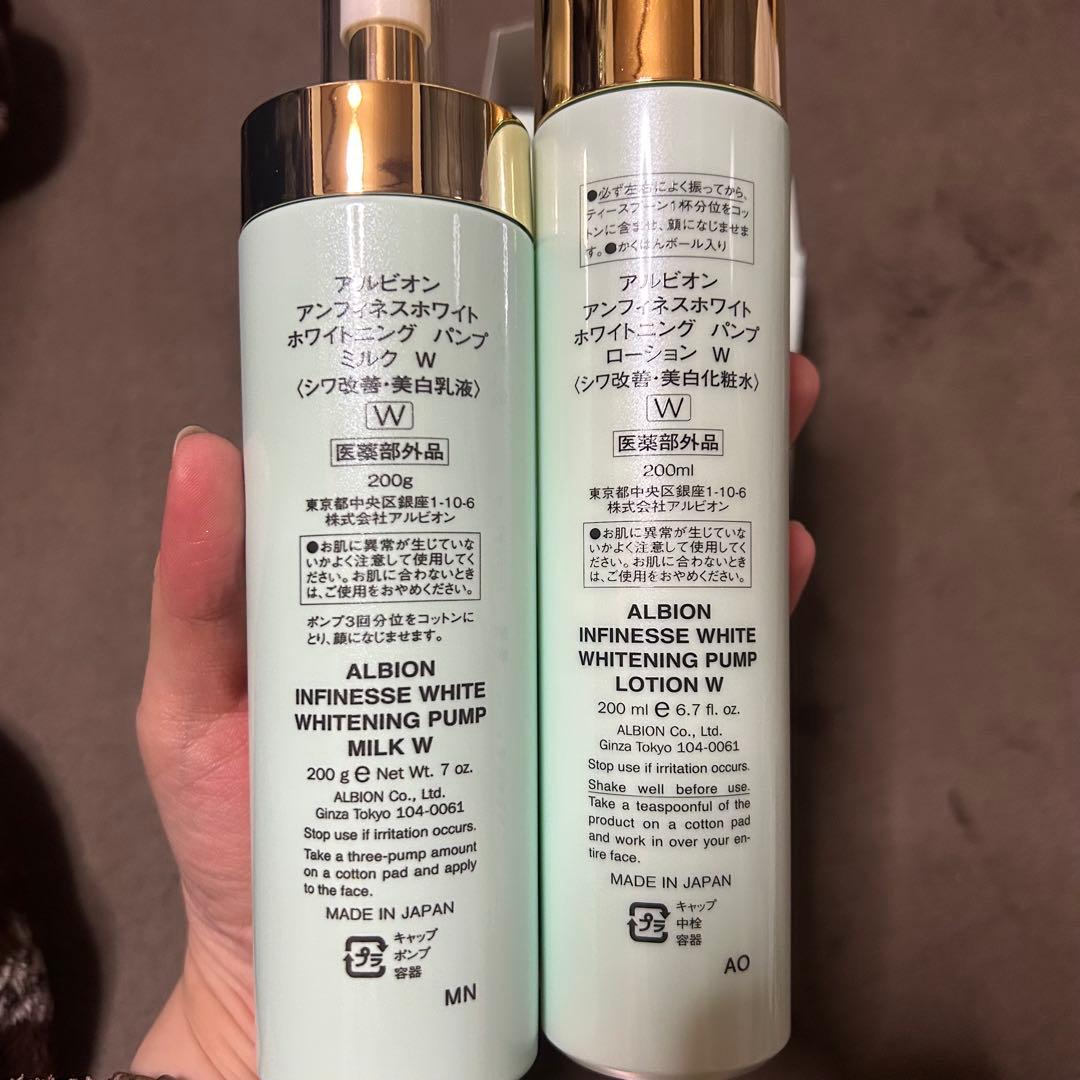 アルビオン
アンフィネスホワイト
ホワイトニング パンプ
ミルク W
〈シワ改善・美白乳液〉
W
医薬部外品
200g
東京都中央区銀座1-10-6
株式会社アルビオン
●お肌に異常が生じていな
いかよく注意して使用してく
ださい。お肌に合わないとき
は、ご使用をおやめください。
ポンプ3回分位をコットンに
とり、顔になじませます。
ALBION
INFINESSE WHITE
WHITENING PUMP
MILK W
200 g e Net Wt. 7 oz.
ALBION Co., Ltd.
Ginza Tokyo 104-0061
Stop use if irritation occurs.
Take a three-pump amount
on a cotton pad and apply
to the face.
MADE IN JAPAN
プラ
キャップ
ポンプ
容器
MN
●必ず左右によく振ってから、
ティースプーン1杯分位をコッ
トンに含ませ、顔になじませま
す。●かくはんボール入り
アルビオン
アンフィネスホワイト
ホワイトニング パンプ
ローション W
〈シワ改善・美白化粧水〉
W
医薬部外品
200ml
東京都中央区銀座1-10-6
株式会社アルビオン
●お肌に異常が生じていな
いかよく注意して使用してく
ださい。お肌に合わないとき
は、ご使用をおやめください。
ALBION
INFINESSE WHITE
WHITENING PUMP
LOTION W
200 ml e 6.7 fl. oz.
ALBION Co., Ltd.
Ginza Tokyo 104-0061
Stop use if irritation occurs.
Shake well before use.
Take a teaspoonful of the
product on a cotton pad
and work in over your en-
tire face.
MADE IN JAPAN
プラ
キャップ
中栓
容器
AO